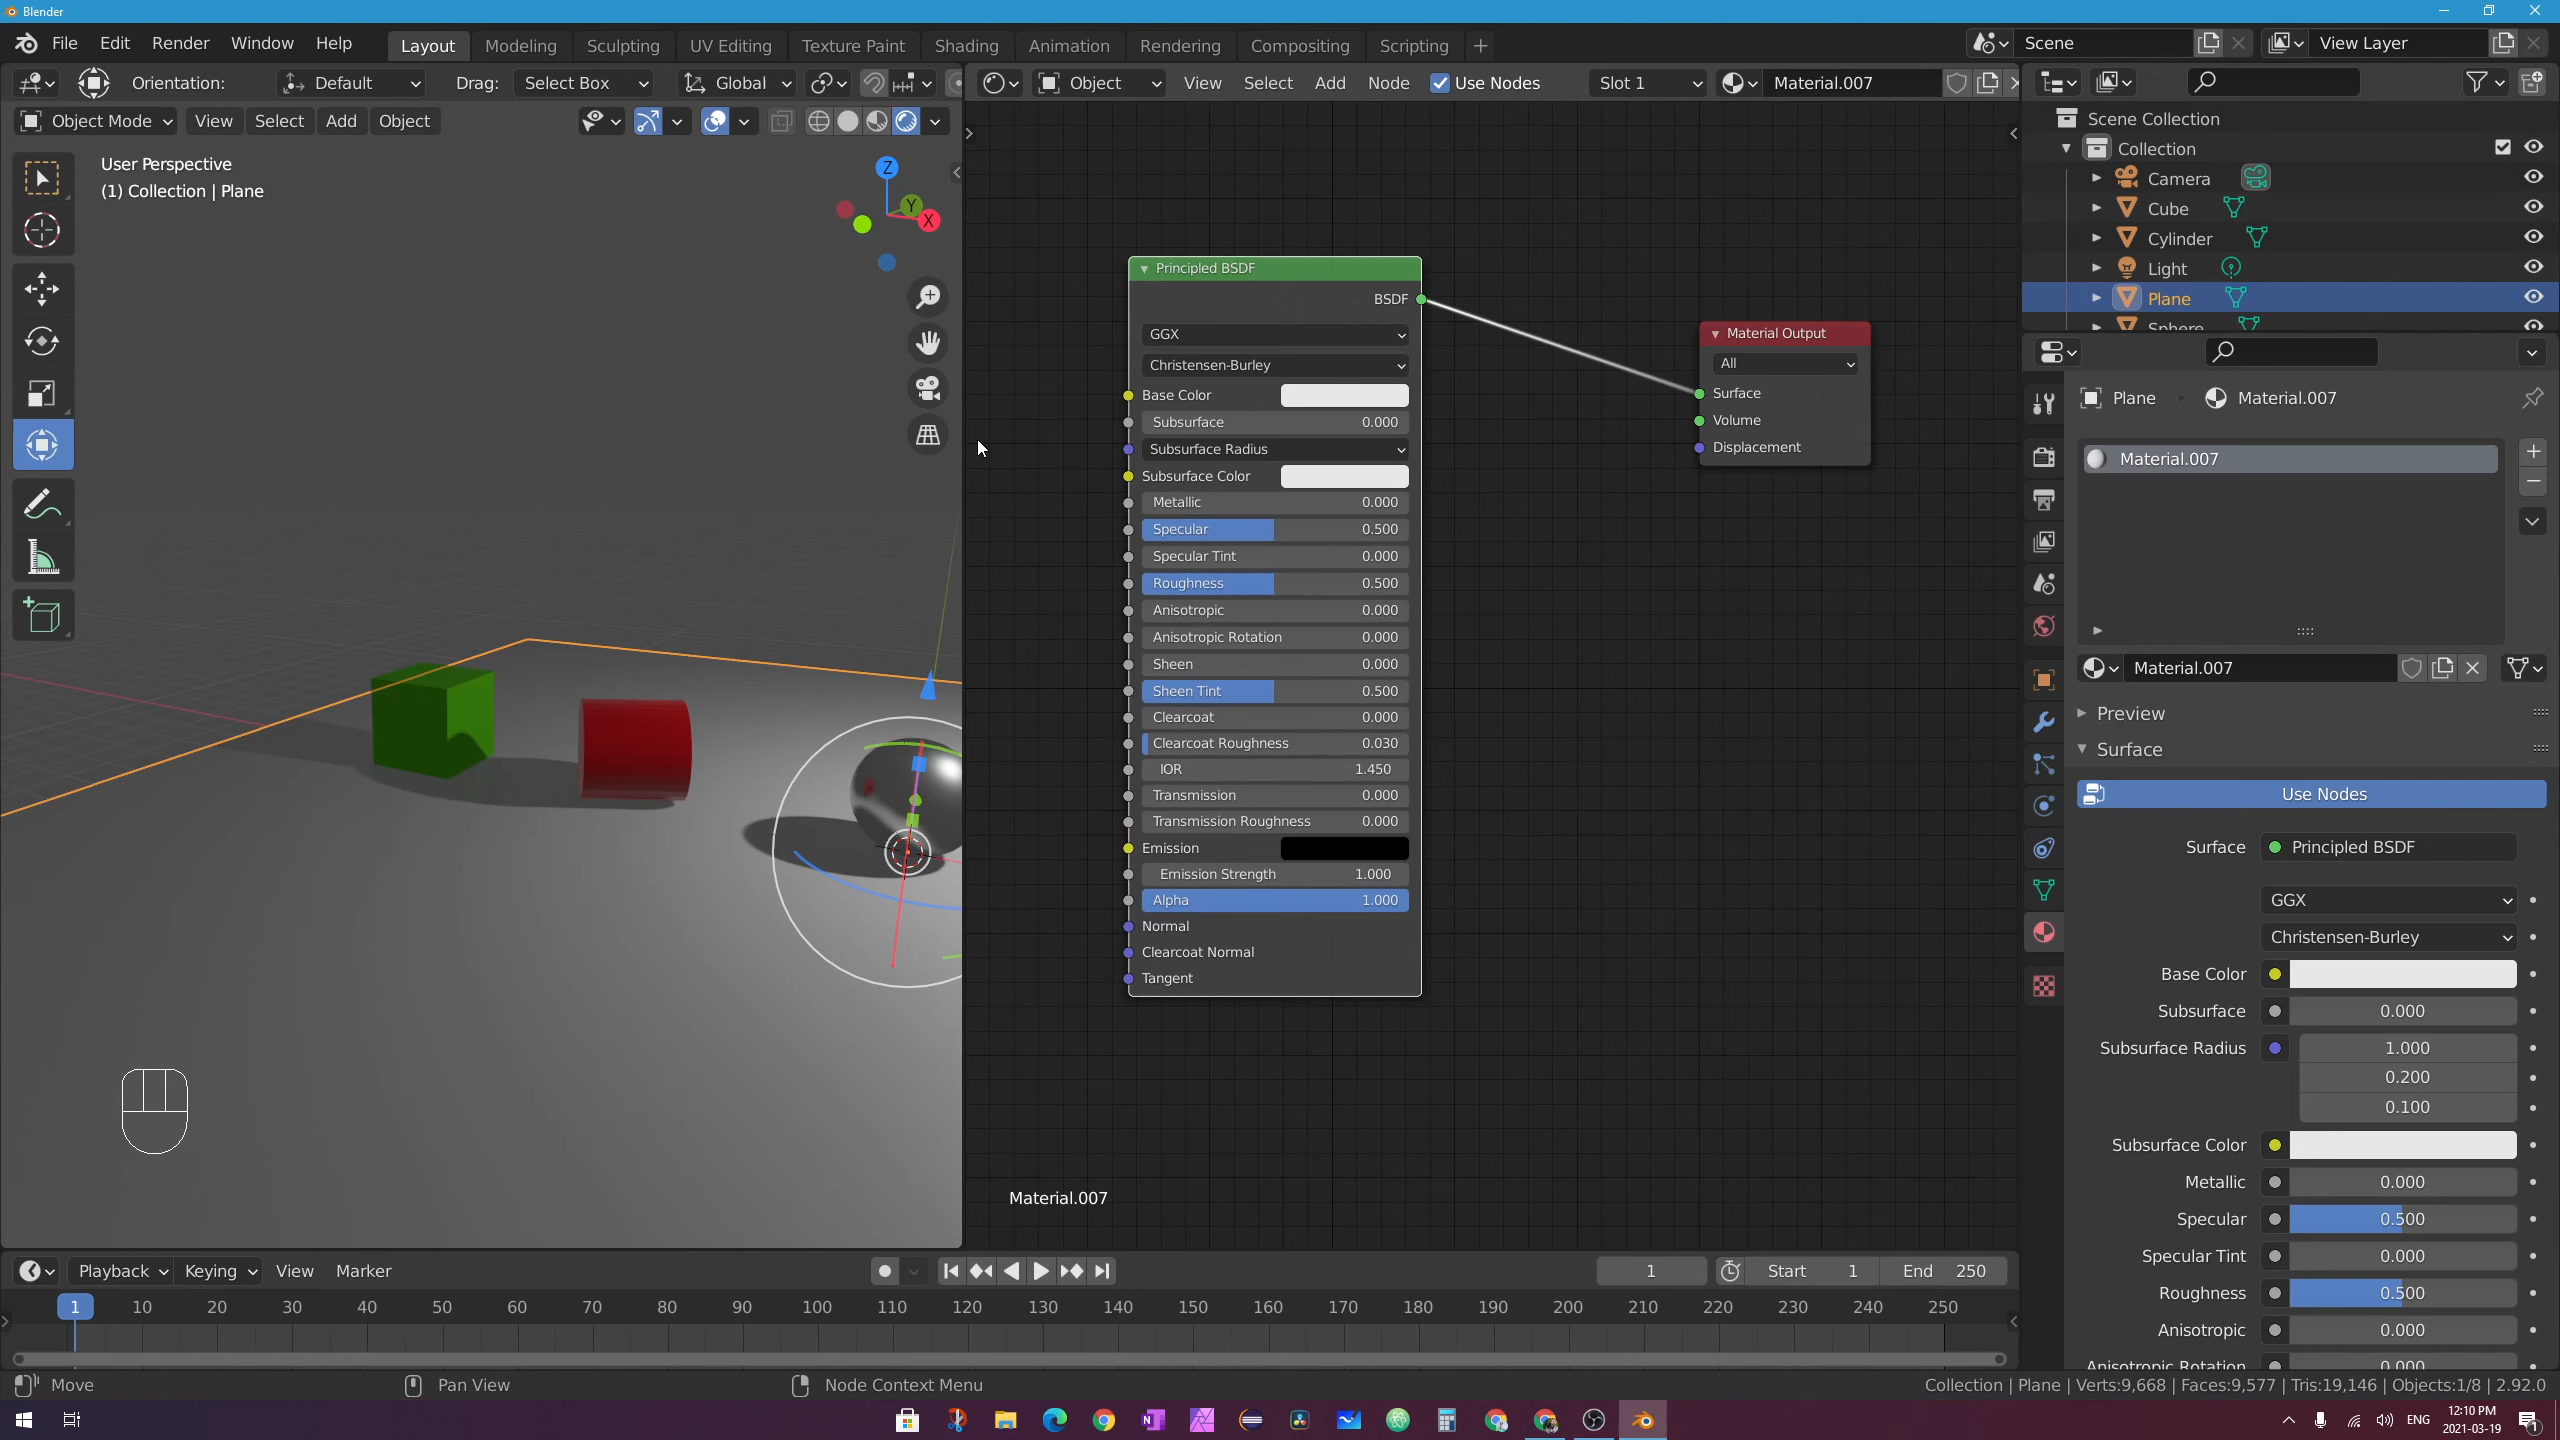 Blender
File Edit Render Window Help Layout Modeling Sculpting UV Editing Texture Paint Shading Animation Rendering Compositing Scripting + Scene View Layer
Orientation: Default Drag: Select Box Global Object View Select Add Node Use Nodes Slot 1 Material.007
Object Mode View Select Add Object
User Perspective
(1) Collection | Plane
Z
Y
X
Principled BSDF
BSDF
GGX
Christensen-Burley
Base Color
Subsurface 0.000
Subsurface Radius
Subsurface Color
Metallic 0.000
Specular 0.500
Specular Tint 0.000
Roughness 0.500
Anisotropic 0.000
Anisotropic Rotation 0.000
Sheen 0.000
Sheen Tint 0.500
Clearcoat 0.000
Clearcoat Roughness 0.030
IOR 1.450
Transmission 0.000
Transmission Roughness 0.000
Emission
Emission Strength 1.000
Alpha 1.000
Normal
Clearcoat Normal
Tangent
Material Output
All
Surface
Volume
Displacement
Material.007
Scene Collection
Collection
Camera
Cube
Cylinder
Light
Plane
Sphere
Plane Material.007
Material.007
Material.007
Preview
Surface
Use Nodes
Surface Principled BSDF
GGX
Christensen-Burley
Base Color
Subsurface 0.000
Subsurface Radius 1.000
0.200
0.100
Subsurface Color
Metallic 0.000
Specular 0.500
Specular Tint 0.000
Roughness 0.500
Anisotropic 0.000
Anisotropic Rotation 0.000
Playback Keying View Marker 1 Start 1 End 250
1 10 20 30 40 50 60 70 80 90 100 110 120 130 140 150 160 170 180 190 200 210 220 230 240 250
Move Pan View Node Context Menu Collection | Plane | Verts:9,668 | Faces:9,577 | Tris:19,146 | Objects:1/8 | 2.92.0
ENG 12:10 PM
2021-03-19
1